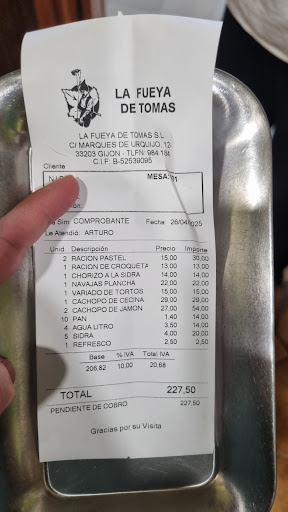 LA FUEYA
DE TOMAS
LA FUEYA DE TOMAS S.L
C/ MARQUES DE URQUIJO, 12
33203 GIJON - TLFN: 984 186
C.I.F: B-52539095
Cliente
MESA:
Sim: COMPROBANTE Fecha: 26/04/2025
Le Atendió: ARTURO
Unid Descripción Precio Importe
2 RACION PASTEL 15,00 30,00
1 RACION DE CROQUETA 13,00 13,00
1 CHORIZO A LA SIDRA 14,00 14,00
1 NAVAJAS PLANCHA 22,00 22,00
1 VARIADO DE TORTOS 15,00 15,00
1 CACHOPO DE CECINA 29,00 29,00
2 CACHOPO DE JAMON 27,00 54,00
10 PAN 1,40 14,00
4 AGUA LITRO 3,50 14,00
5 SIDRA 4,00 20,00
1 REFRESCO 2,50 2,50
Base % IVA Total IVA
206,82 10,00 20,68
TOTAL 227,50
PENDIENTE DE COBRO 227,50
Gracias por su Visita